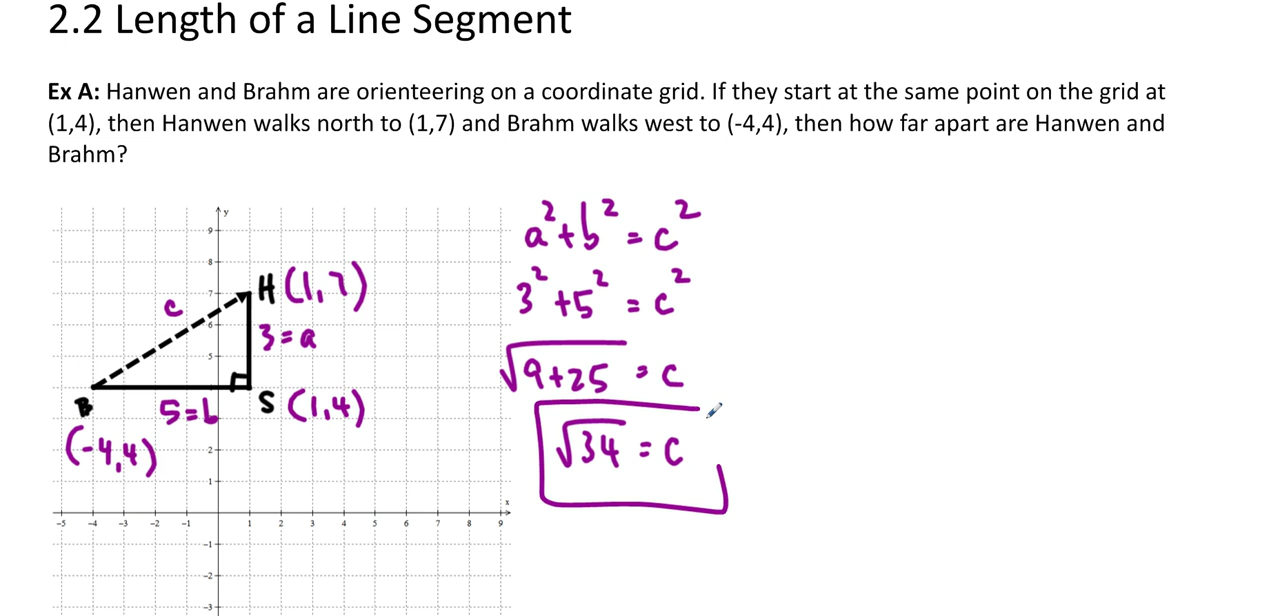 2.2 Length of a Line Segment
Ex A: Hanwen and Brahm are orienteering on a coordinate grid. If they start at the same point on the grid at
(1,4), then Hanwen walks north to (1,7) and Brahm walks west to (-4,4), then how far apart are Hanwen and
Brahm?
y
9
8
7
6
5
2
1
x
-5 -4 -3 -2 -1 1 2 3 4 5 6 7 8 9
-1
-2
-3
H (1,7)
c
3=a
B
5=b
S (1,4)
(-4,4)
a²+b² = c²
3²+5² = c²
√9+25 = c
√34 = c